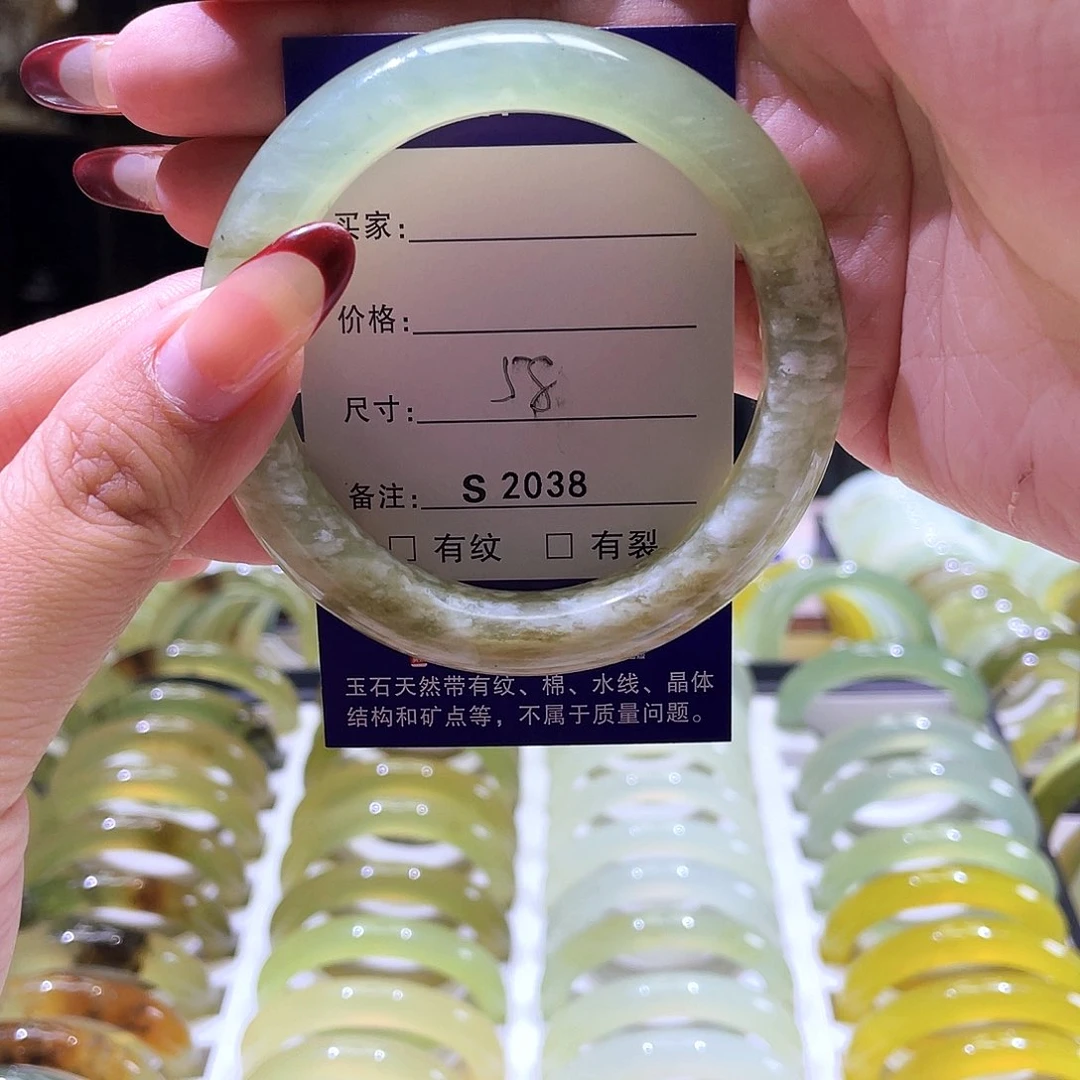 买家:
价格:
尺寸: 58
备注: S 2038
□ 有纹 □ 有裂
玉石天然带有纹、棉、水线、晶体
结构和矿点等，不属于质量问题。